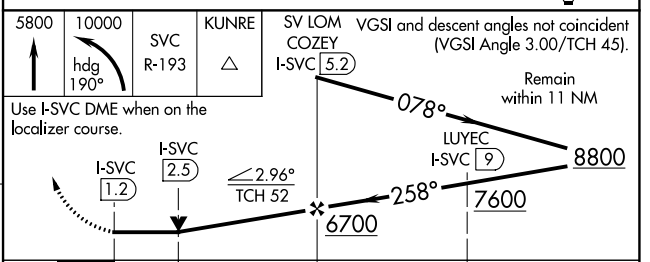 5800
10000
hdg
190°
SVC
R-193
KUNRE
SV LOM
COZEY
I-SVC 5.2
VGSI and descent angles not coincident
(VGSI Angle 3.00/TCH 45).
Remain
within 11 NM
Use I-SVC DME when on the
localizer course.
078°
LUYEC
I-SVC 9
8800
I-SVC
1.2
I-SVC
2.5
2.96°
TCH 52
258°
7600
6700